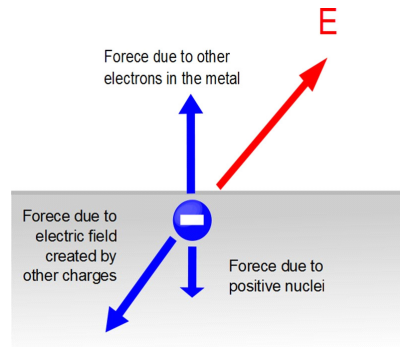 E
Forece due to other
electrons in the metal
Forece due to
electric field
created by
other charges
Forece due to
positive nuclei